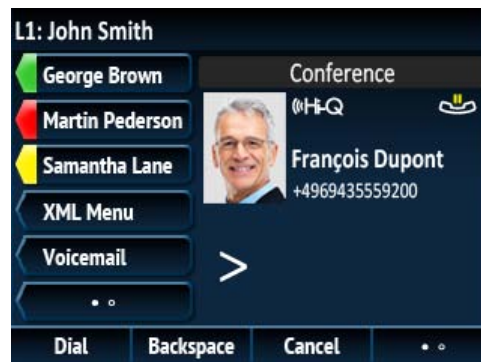 L1: John Smith
George Brown
Martin Pederson
Samantha Lane
XML Menu
Voicemail
Conference
Hi-Q
François Dupont
+4969435559200
>
Dial Backspace Cancel